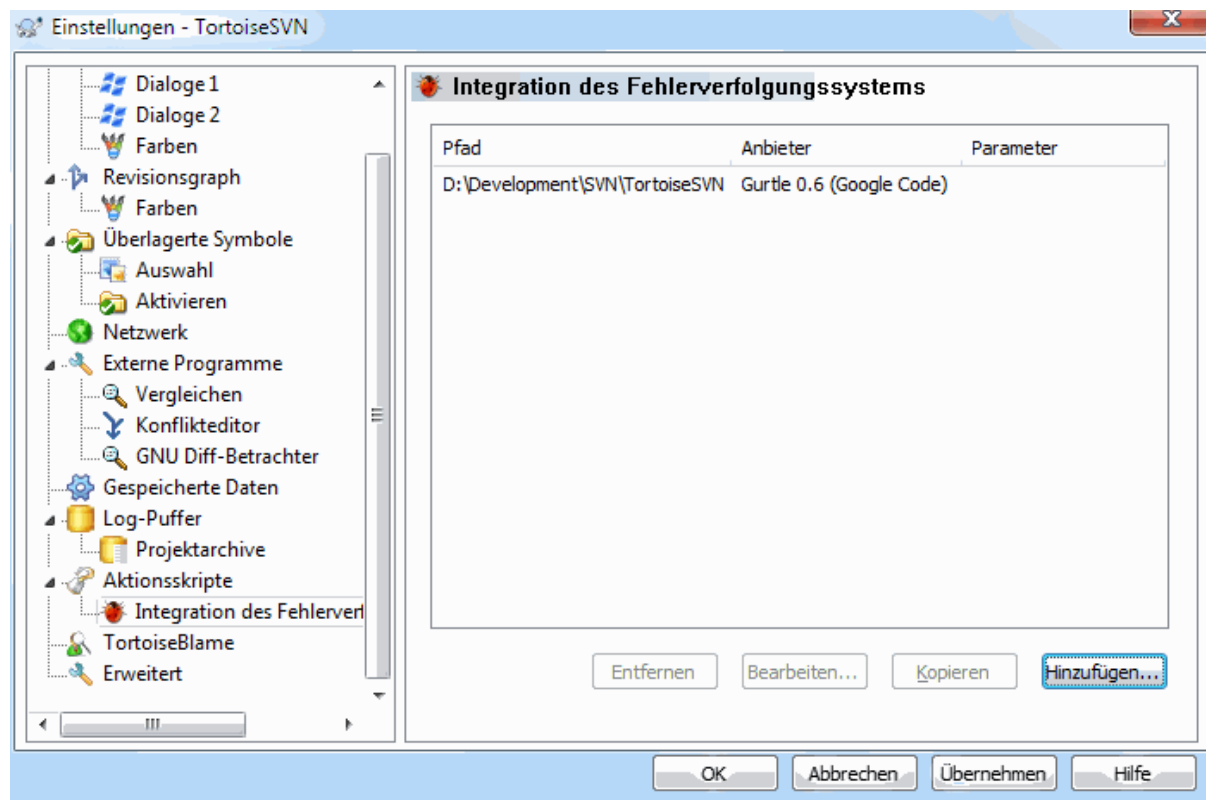 Einstellungen - TortoiseSVN
Dialoge 1
Dialoge 2
Farben
Revisionsgraph
Farben
Überlagerte Symbole
Auswahl
Aktivieren
Netzwerk
Externe Programme
Vergleichen
Konflikteditor
GNU Diff-Betrachter
Gespeicherte Daten
Log-Puffer
Projektarchive
Aktionsskripte
Integration des Fehlerverf
TortoiseBlame
Erweitert
Integration des Fehlerverfolgungssystems
Pfad Anbieter Parameter
D:\Development\SVN\TortoiseSVN Gurtle 0.6 (Google Code)
Entfernen Bearbeiten... Kopieren Hinzufügen...
OK Abbrechen Übernehmen Hilfe